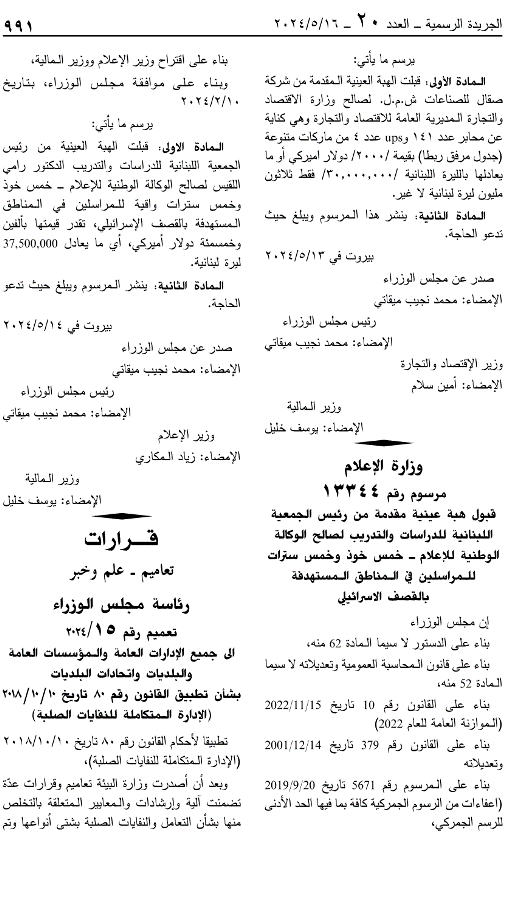 الجريدة الرسمية ــ العدد ٢٠ ــ ٢٠٢٤/٥/١٦
٩٩١
يرسم ما يأتي:
المادة الأولى: قبلت الهبة العينية المقدمة من شركة
صقال للصناعات ش.م.ل. لصالح وزارة الاقتصاد
والتجارة المديرية العامة للاقتصاد والتجارة وهي كناية
عن محابر عدد ١٤١ وups عدد ٤ من ماركات متنوعة
(جدول مرفق ربطا) بقيمة /٢٠٠٠/ دولار اميركي أو ما
يعادلها بالليرة اللبنانية /٣٠,٠٠٠,٠٠٠/ فقط ثلاثون
مليون ليرة لبنانية لا غير.
المادة الثانية: ينشر هذا المرسوم ويبلغ حيث
تدعو الحاجة.
بيروت في ٢٠٢٤/٥/١٣
صدر عن مجلس الوزراء
الإمضاء: محمد نجيب ميقاتي
رئيس مجلس الوزراء
الإمضاء: محمد نجيب ميقاتي
وزير الإقتصاد والتجارة
الإمضاء: أمين سلام
وزير المالية
الإمضاء: يوسف خليل
وزارة الإعلام
مرسوم رقم ١٣٣٤٤
قبول هبة عينية مقدمة من رئيس الجمعية
اللبنانية للدراسات والتدريب لصالح الوكالة
الوطنية للإعلام ــ خمس خوذ وخمس سترات
للمراسلين في المناطق المستهدفة
بالقصف الاسرائيلي
إن مجلس الوزراء
بناء على الدستور لا سيما المادة 62 منه،
بناء على قانون المحاسبة العمومية وتعديلاته لا سيما
المادة 52 منه،
بناء على القانون رقم 10 تاريخ 2022/11/15
(الموازنة العامة للعام 2022)
بناء على القانون رقم 379 تاريخ 2001/12/14
وتعديلاته
بناء على المرسوم رقم 5671 تاريخ 2019/9/20
(اعفاءات من الرسوم الجمركية كافة بما فيها الحد الأدنى
للرسم الجمركي،
بناء على اقتراح وزير الإعلام ووزير المالية،
وبناء على موافقة مجلس الوزراء، بتاريخ
٢٠٢٤/٢/١٠
يرسم ما يأتي:
المادة الاولى: قبلت الهبة العينية من رئيس
الجمعية اللبنانية للدراسات والتدريب الدكتور رامي
اللقيس لصالح الوكالة الوطنية للإعلام ــ خمس خوذ
وخمس سترات واقية للمراسلين في المناطق
المستهدفة بالقصف الإسرائيلي، تقدر قيمتها بألفين
وخمسمئة دولار أميركي، أي ما يعادل 37,500,000
ليرة لبنانية.
المادة الثانية: ينشر المرسوم ويبلغ حيث تدعو
الحاجة.
بيروت في ٢٠٢٤/٥/١٤
صدر عن مجلس الوزراء
الإمضاء: محمد نجيب ميقاتي
رئيس مجلس الوزراء
الإمضاء: محمد نجيب ميقاتي
وزير الإعلام
الإمضاء: زياد المكاري
وزير المالية
الإمضاء: يوسف خليل
قــرارات
تعاميم ـ علم وخبر
رئاسة مجلس الوزراء
تعميم رقم ٢٠٢٤/١٥
الى جميع الإدارات العامة والمؤسسات العامة
والبلديات واتحادات البلديات
بشأن تطبيق القانون رقم ٨٠ تاريخ ٢٠١٨/١٠/١٠
(الإدارة المتكاملة للنفايات الصلبة)
تطبيقا لأحكام القانون رقم ٨٠ تاريخ ٢٠١٨/١٠/١٠
(الإدارة المتكاملة للنفايات الصلبة)،
وبعد أن أصدرت وزارة البيئة تعاميم وقرارات عدّة
تضمنت آلية وإرشادات والمعايير المتعلقة بالتخلص
منها بشأن التعامل والنفايات الصلبة بشتى أنواعها وتم